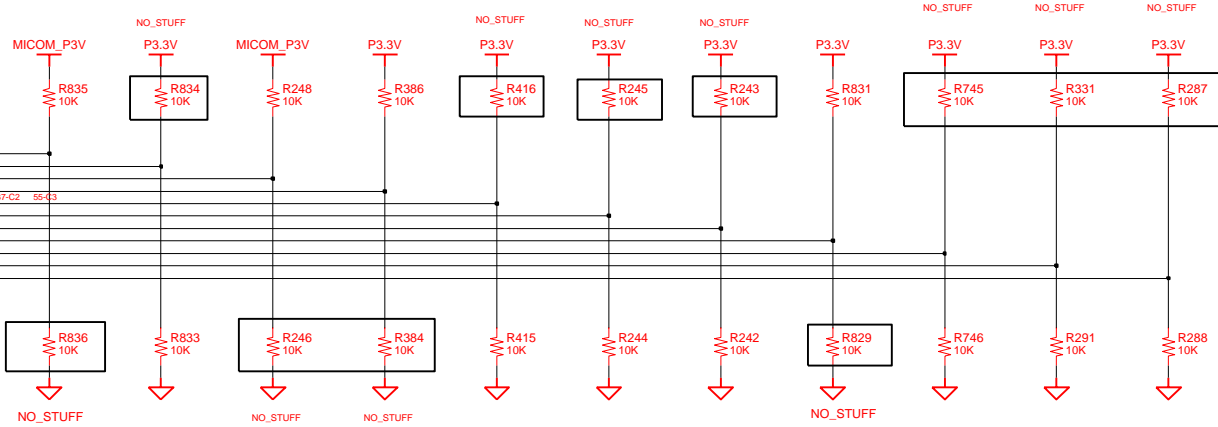 NO_STUFF NO_STUFF NO_STUFF
NO_STUFF NO_STUFF NO_STUFF NO_STUFF
MICOM_P3V P3.3V MICOM_P3V P3.3V P3.3V P3.3V P3.3V P3.3V P3.3V P3.3V P3.3V
R835 R834 R248 R386 R416 R245 R243 R831 R745 R331 R287
10K 10K 10K 10K 10K 10K 10K 10K 10K 10K 10K
7-C2 55-C3
R836 R833 R246 R384 R415 R244 R242 R829 R746 R291 R288
10K 10K 10K 10K 10K 10K 10K 10K 10K 10K 10K
NO_STUFF NO_STUFF NO_STUFF NO_STUFF